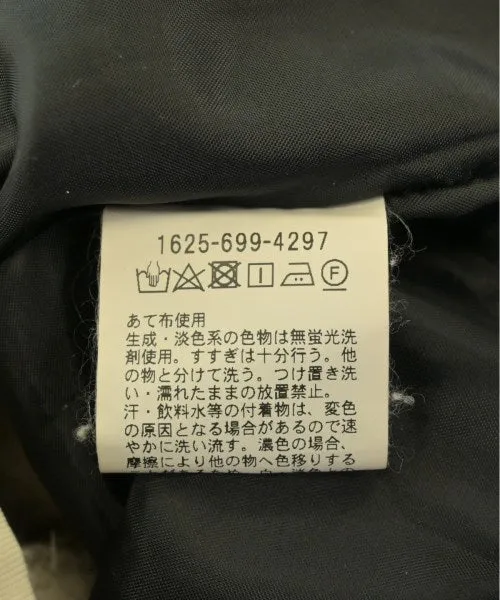 1625-699-4297
F
あて布使用
生成・淡色系の色物は無蛍光洗
剤使用。すすぎは十分行う。他
の物と分けて洗う。つけ置き洗
い・濡れたままの放置禁止。
汗・飲料水等の付着物は、変色
の原因となる場合があるので速
やかに洗い流す。濃色の場合、
摩擦により他の物へ色移りする